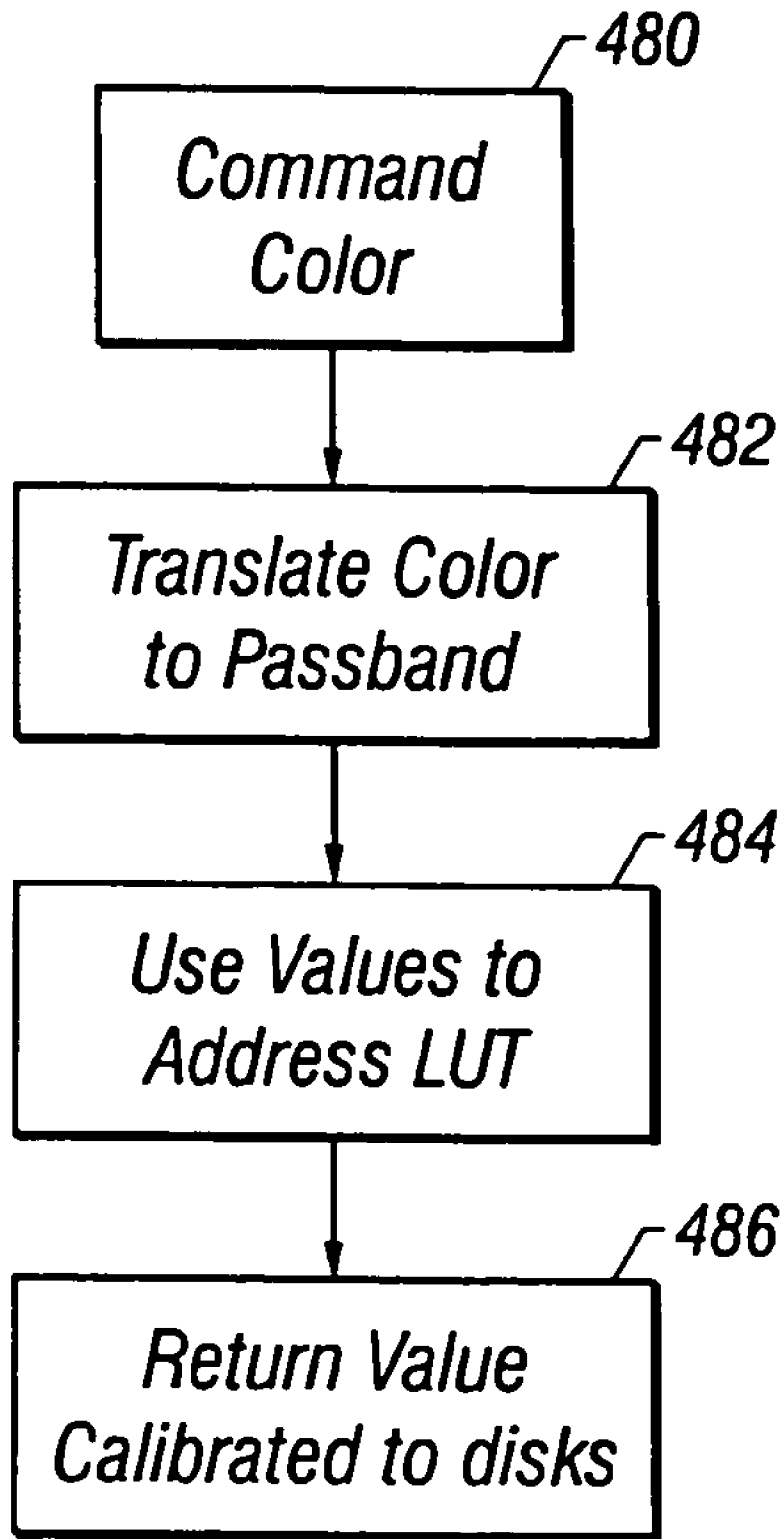 480
Command
Color
482
Translate Color
to Passband
484
Use Values to
Address LUT
486
Return Value
Calibrated to disks